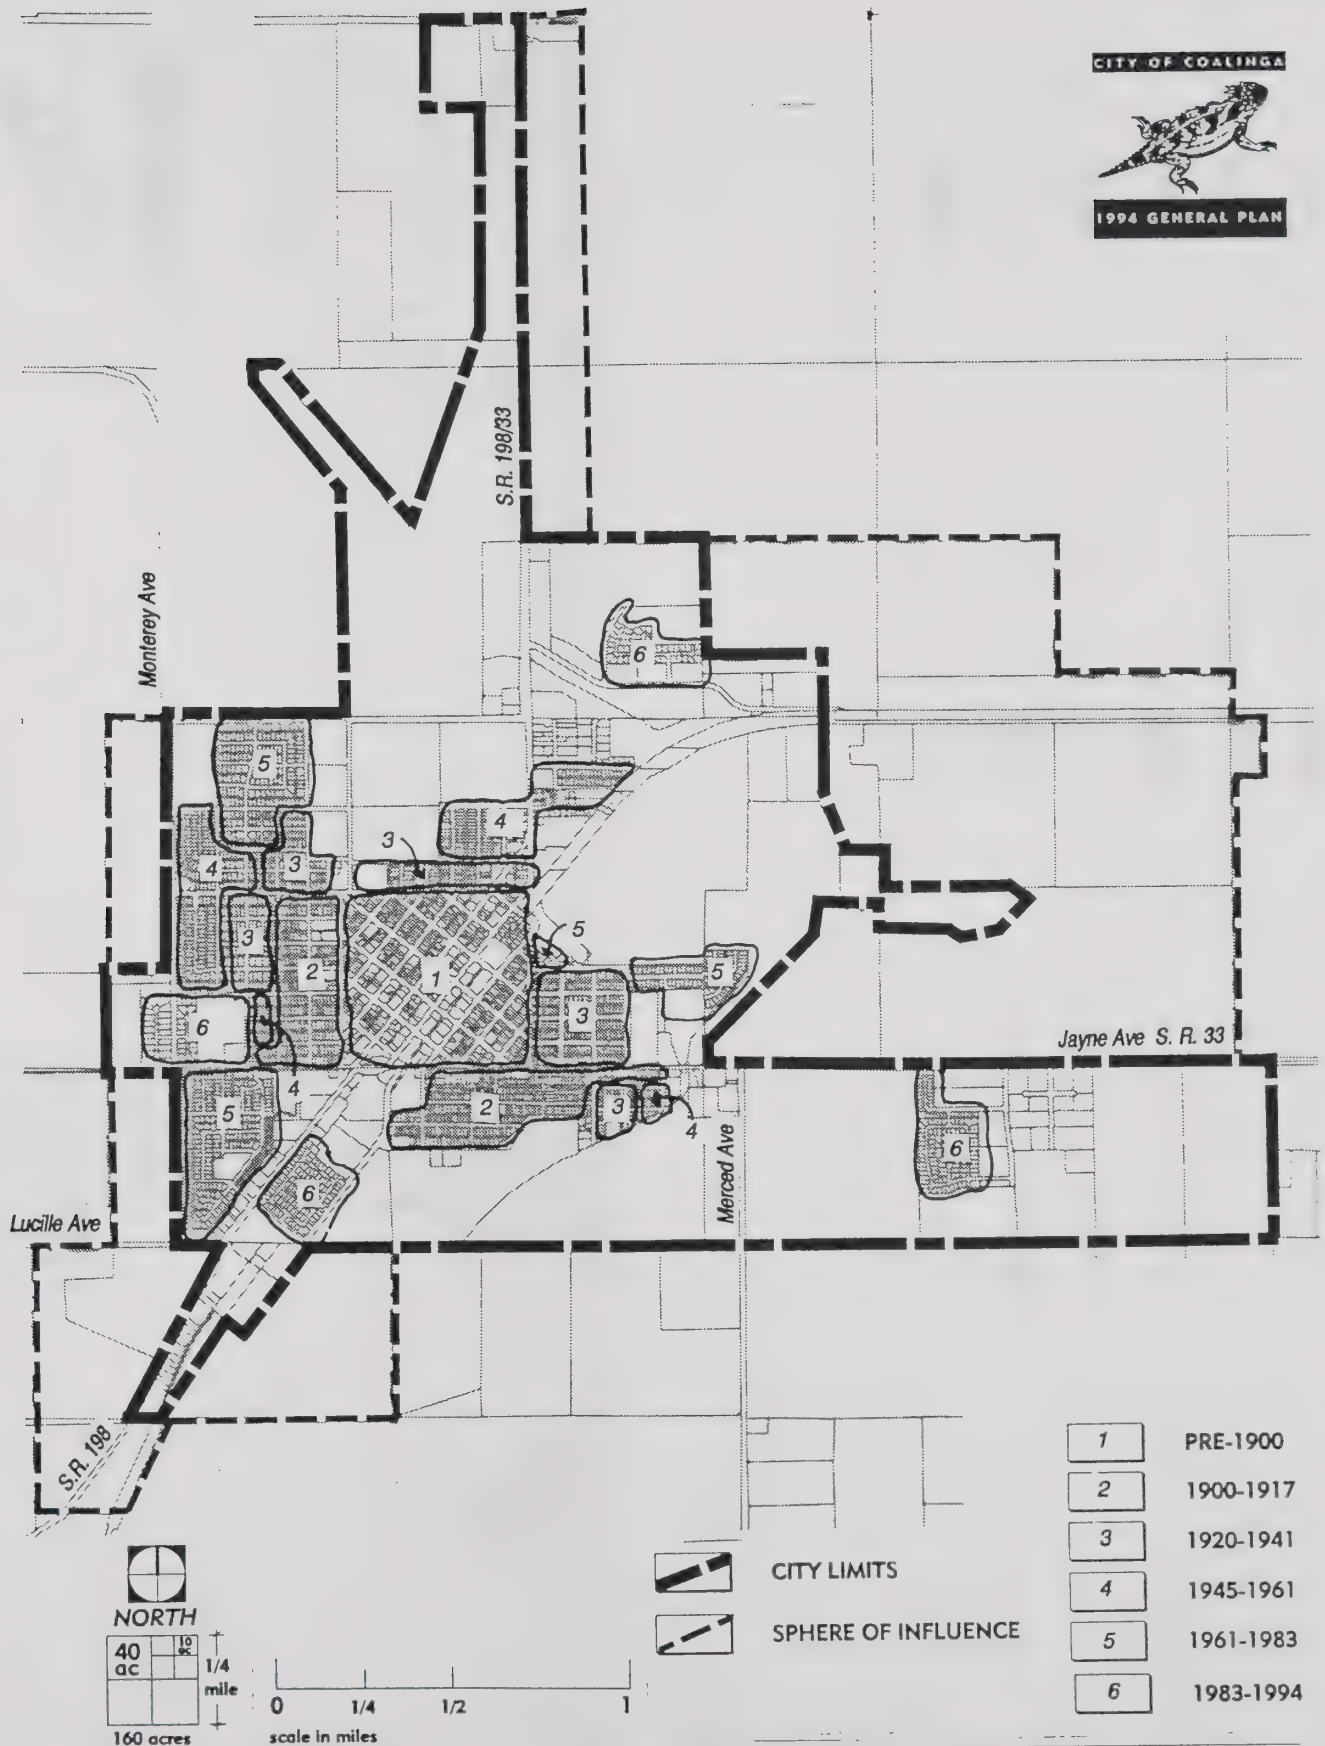 CITY OF COALINGA
1994 GENERAL PLAN
S.R. 198/33
Monterey Ave
6
5
4
4
3
3
3
5
2
1
5
3
6
Jayne Ave S. R. 33
4
5
2
3
4
6
6
Merced Ave
Lucille Ave
S.R. 198
1 PRE-1900
2 1900-1917
3 1920-1941
4 1945-1961
5 1961-1983
6 1983-1994
CITY LIMITS
SPHERE OF INFLUENCE
NORTH
40 ac
10 ac
1/4 mile
160 acres
0 1/4 1/2 1
scale in miles